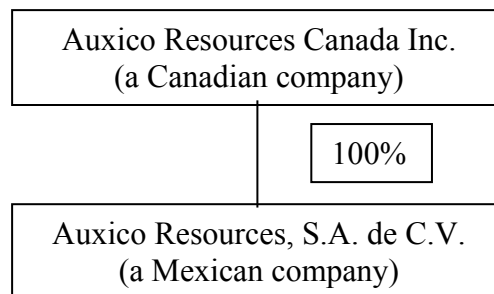 Auxico Resources Canada Inc.
(a Canadian company)
100%
Auxico Resources, S.A. de C.V.
(a Mexican company)